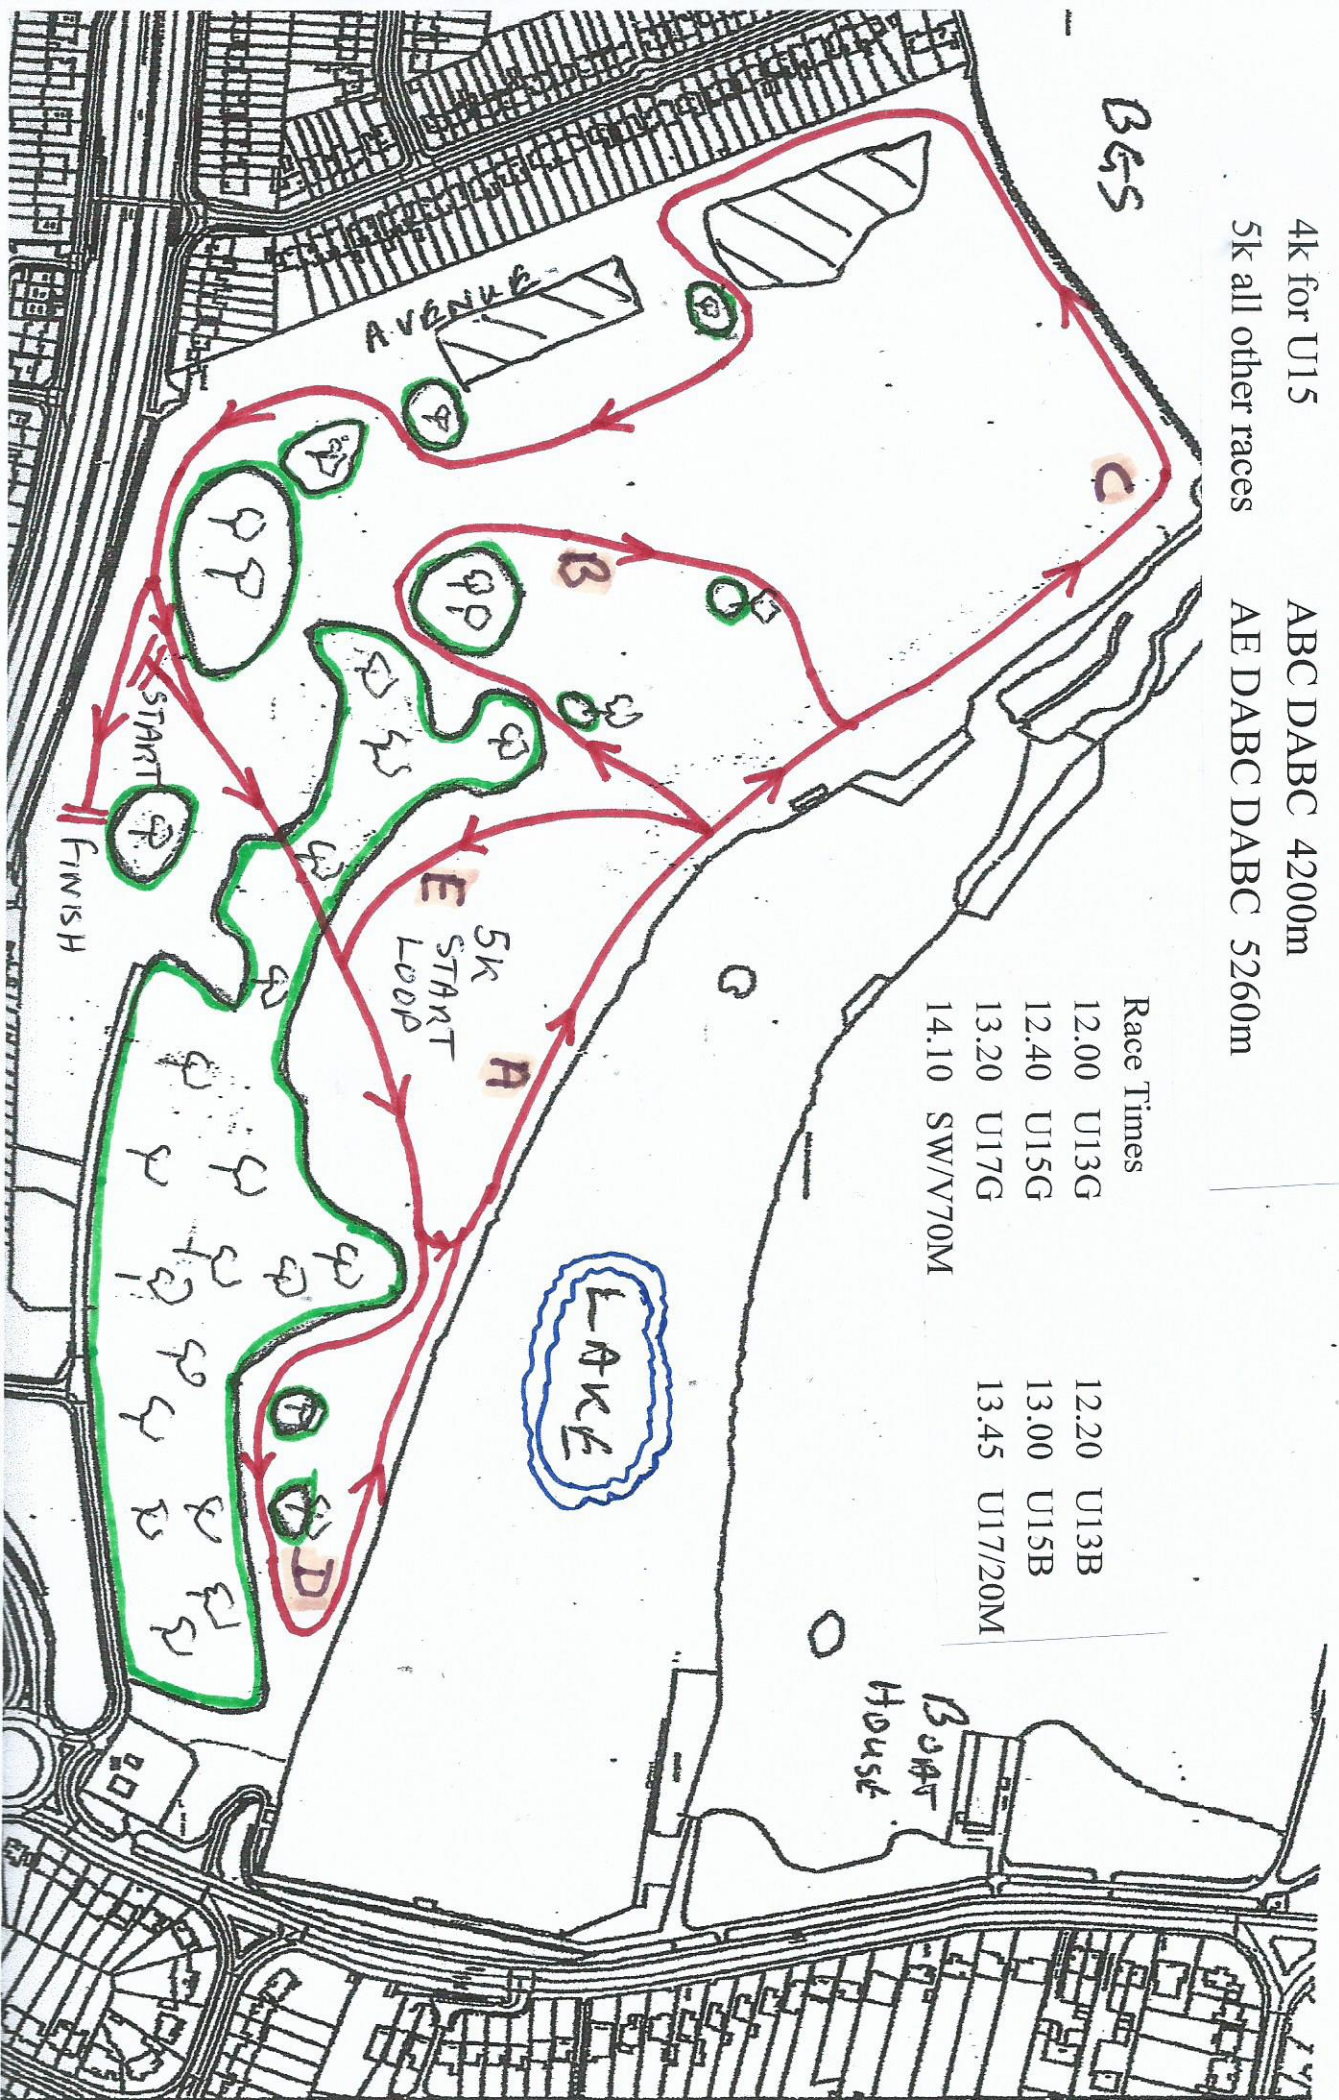 4k for U15 ABC DABC 4200m
5k all other races AE DABC DABC 5260m
Race Times
12.00 U13G 12.20 U13B
12.40 U15G 13.00 U15B
13.20 U17G 13.45 U17/20M
14.10 SW/V70M
BGS
C
BOAT
HOUSE
LAKE
B
A
5K
START
LOOP
E
D
AVENUE
START
FINISH